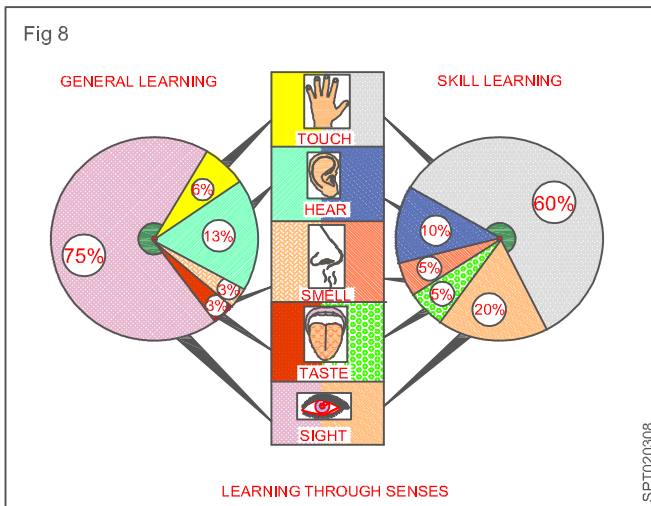 Fig 8
GENERAL LEARNING
SKILL LEARNING
TOUCH
6%
60%
HEAR
13%
10%
75%
SMELL
3%
5%
3%
5%
20%
TASTE
SIGHT
LEARNING THROUGH SENSES
SPT020308